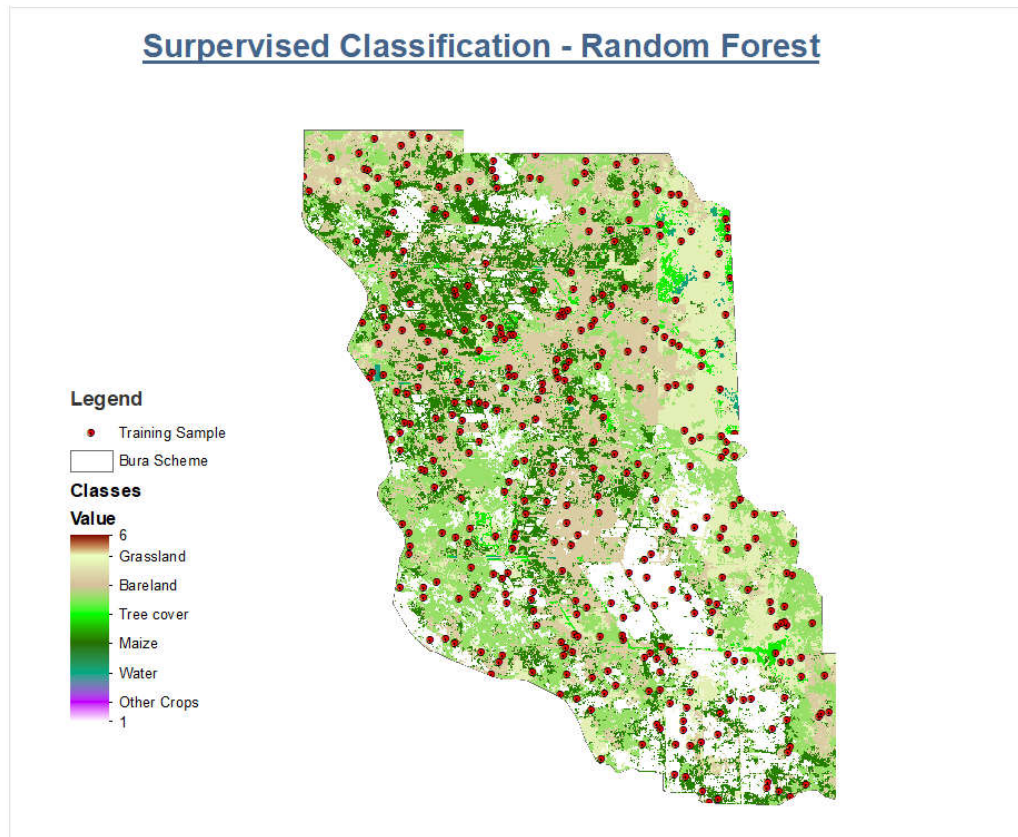 Surpervised Classification - Random Forest
Legend
Training Sample
Bura Scheme
Classes
Value
6
Grassland
Bareland
Tree cover
Maize
Water
Other Crops
1